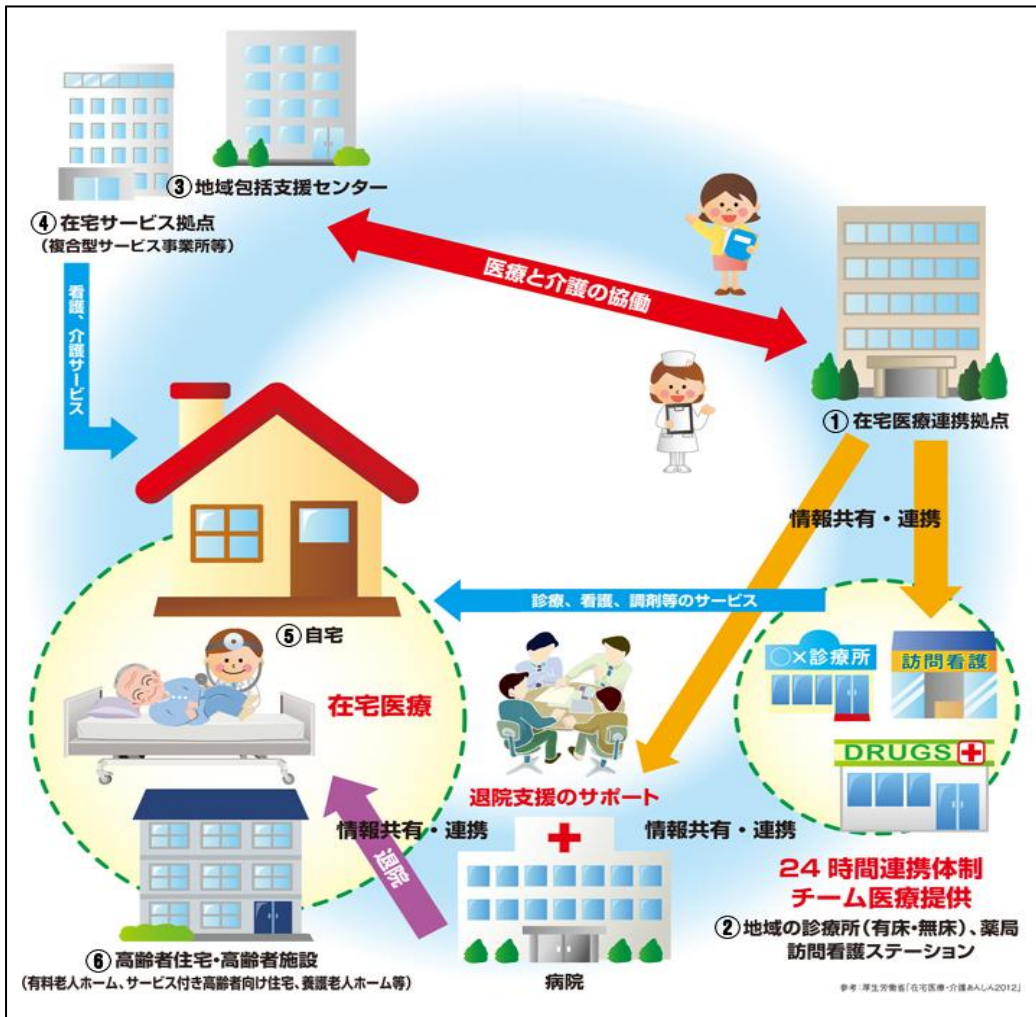 ③地域包括支援センター
④在宅サービス拠点
（複合型サービス事業所等）
医療と介護の協働
看護、介護サービス
①在宅医療連携拠点
情報共有・連携
診療、看護、調剤等のサービス
⑤自宅
○×診療所
訪問看護
在宅医療
DRUGS
退院支援のサポート
情報共有・連携
情報共有・連携
退院
24時間連携体制
チーム医療提供
②地域の診療所（有床・無床）、薬局
訪問看護ステーション
⑥高齢者住宅・高齢者施設
（有料老人ホーム、サービス付き高齢者向け住宅、養護老人ホーム等）
病院
参考：厚生労働省「在宅医療・介護あんしん2012」